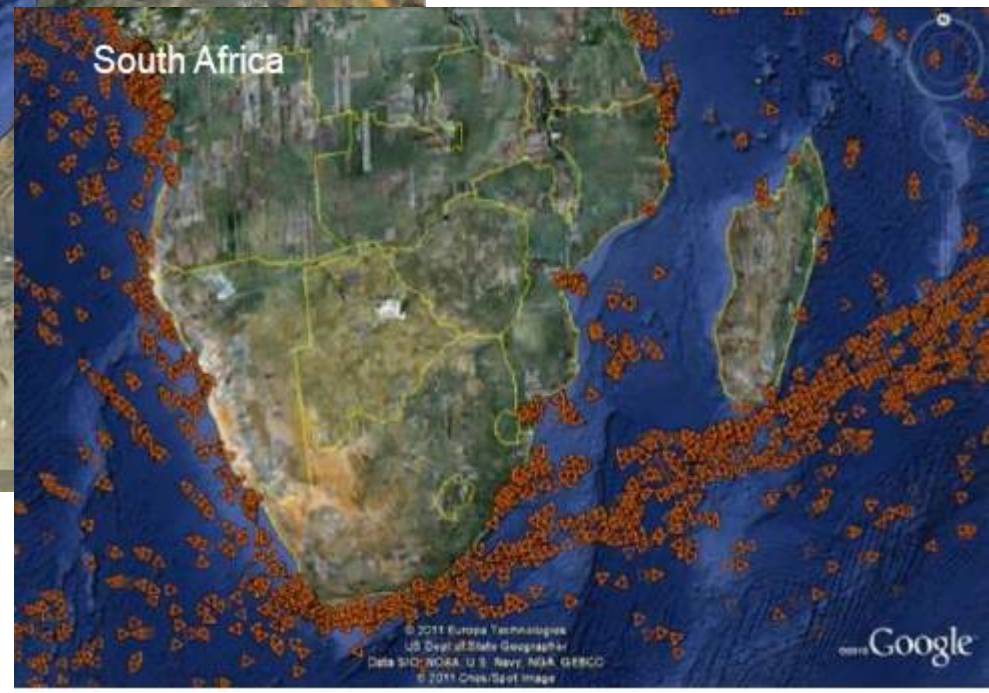 South Africa
© 2011 Europa Technologies
US Dept of State Geographer
Data SIO, NOAA, U.S. Navy, NGA, GEBCO
© 2011 Cnes/Spot Image
©2010 Google
N